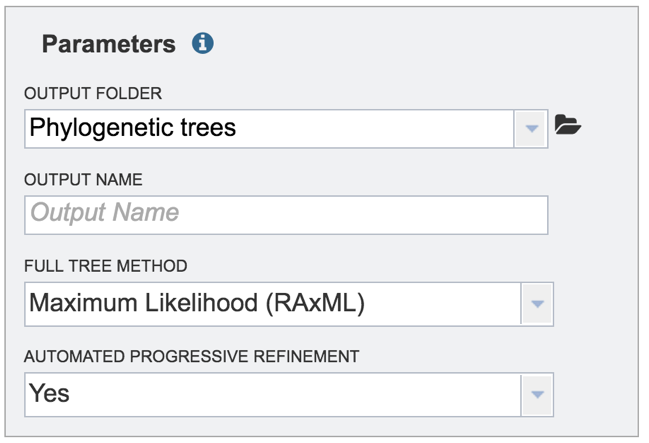 Parameters
OUTPUT FOLDER
Phylogenetic trees
OUTPUT NAME
Output Name
FULL TREE METHOD
Maximum Likelihood (RAxML)
AUTOMATED PROGRESSIVE REFINEMENT
Yes